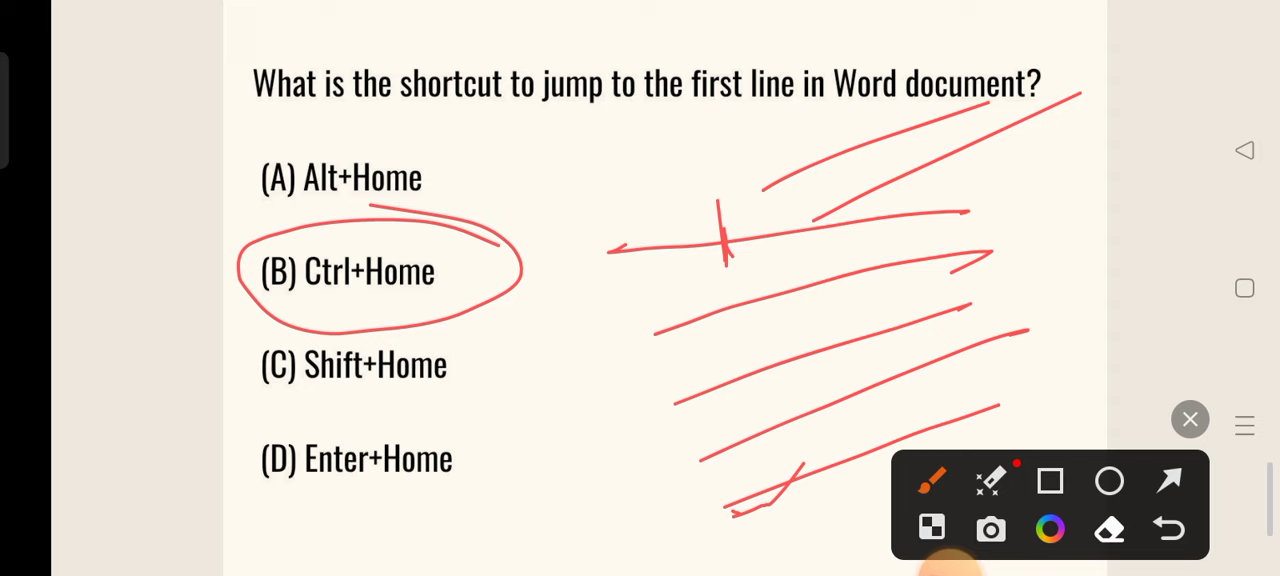 What is the shortcut to jump to the first line in Word document?
(A) Alt+Home
(B) Ctrl+Home
(C) Shift+Home
(D) Enter+Home